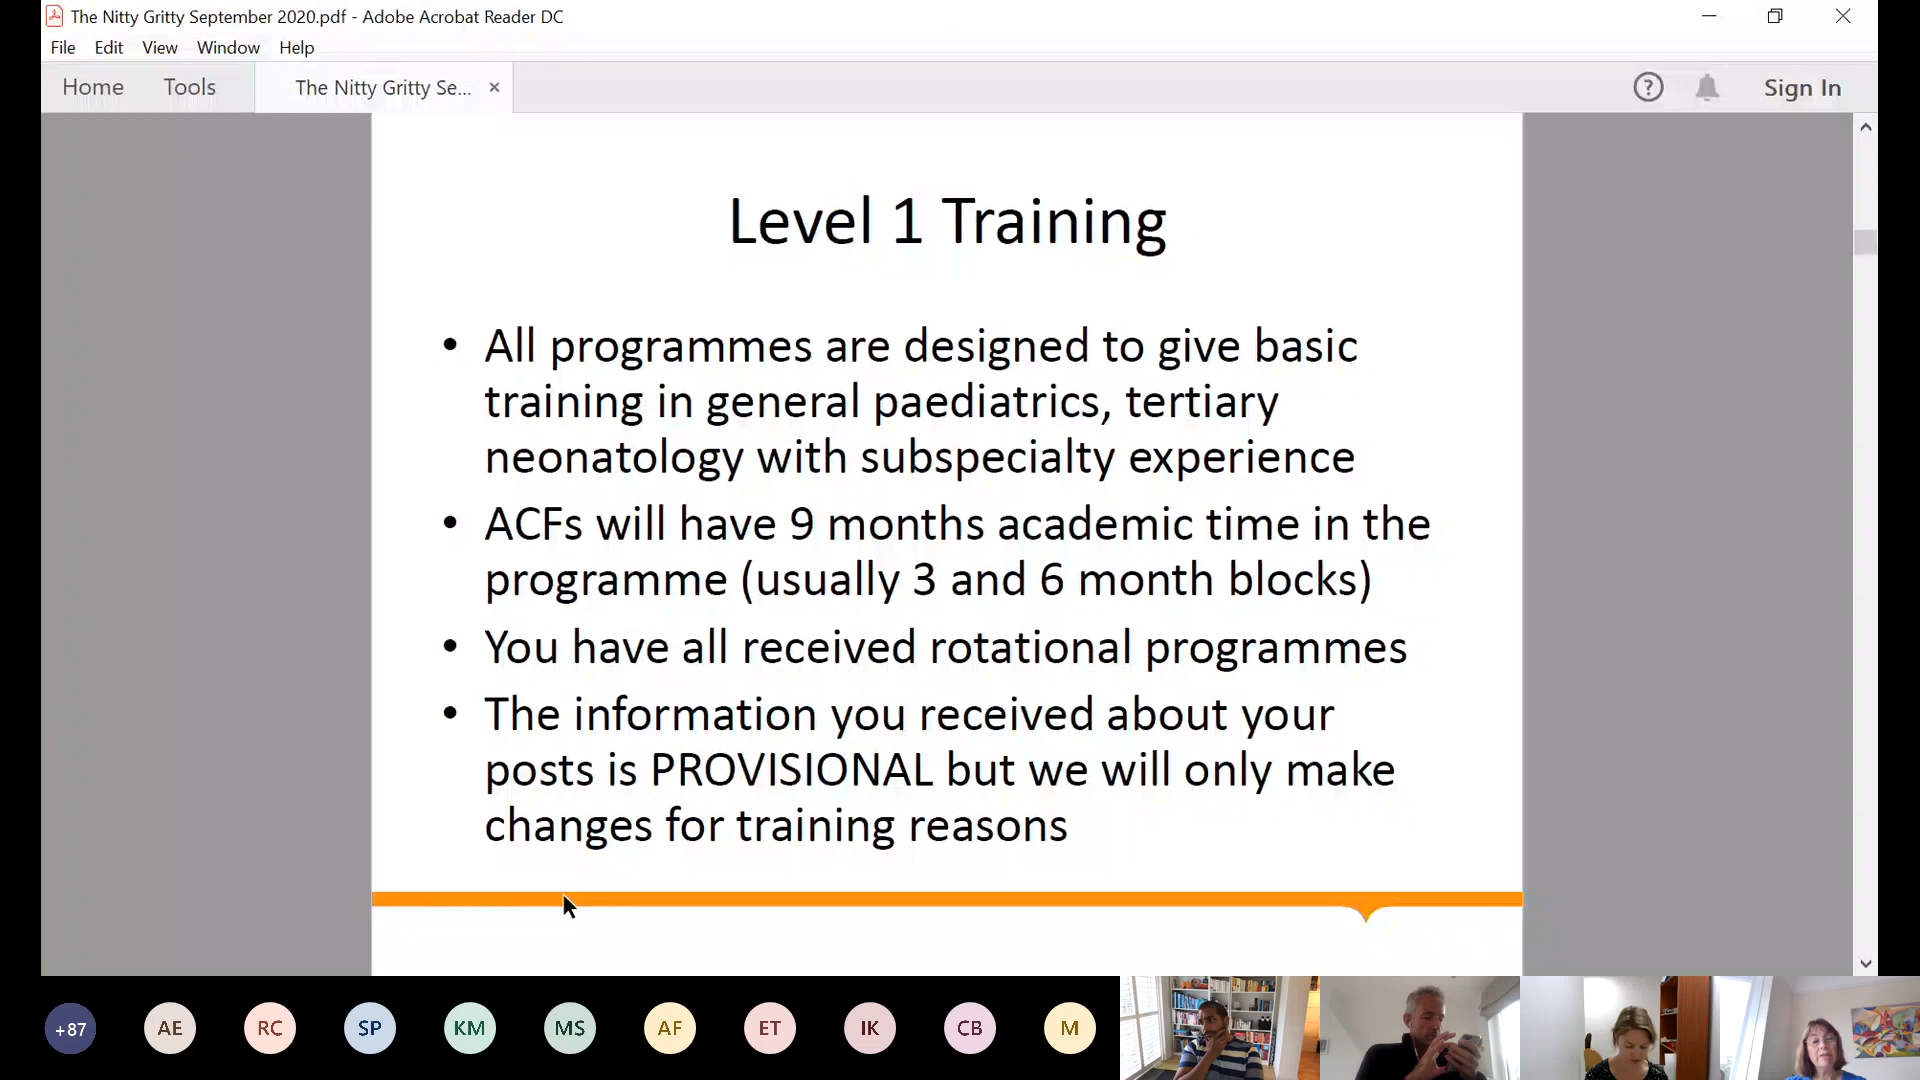 The Nitty Gritty September 2020.pdf - Adobe Acrobat Reader DC
File Edit View Window Help
Home Tools The Nitty Gritty Se... × ? Sign In
Level 1 Training
• All programmes are designed to give basic
training in general paediatrics, tertiary
neonatology with subspecialty experience
• ACFs will have 9 months academic time in the
programme (usually 3 and 6 month blocks)
• You have all received rotational programmes
• The information you received about your
posts is PROVISIONAL but we will only make
changes for training reasons
+87 AE RC SP KM MS AF ET IK CB M